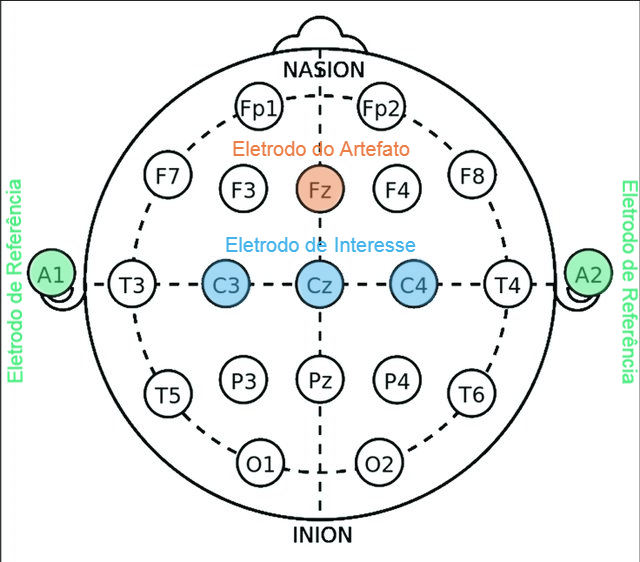 NASION
Fp1 Fp2
Eletrodo do Artefato
F7 F3 Fz F4 F8
Eletrodo de Interesse
Eletrodo de Referência
A1 T3 C3 Cz C4 T4 A2
Eletrodo de Referência
T5 P3 Pz P4 T6
O1 O2
INION